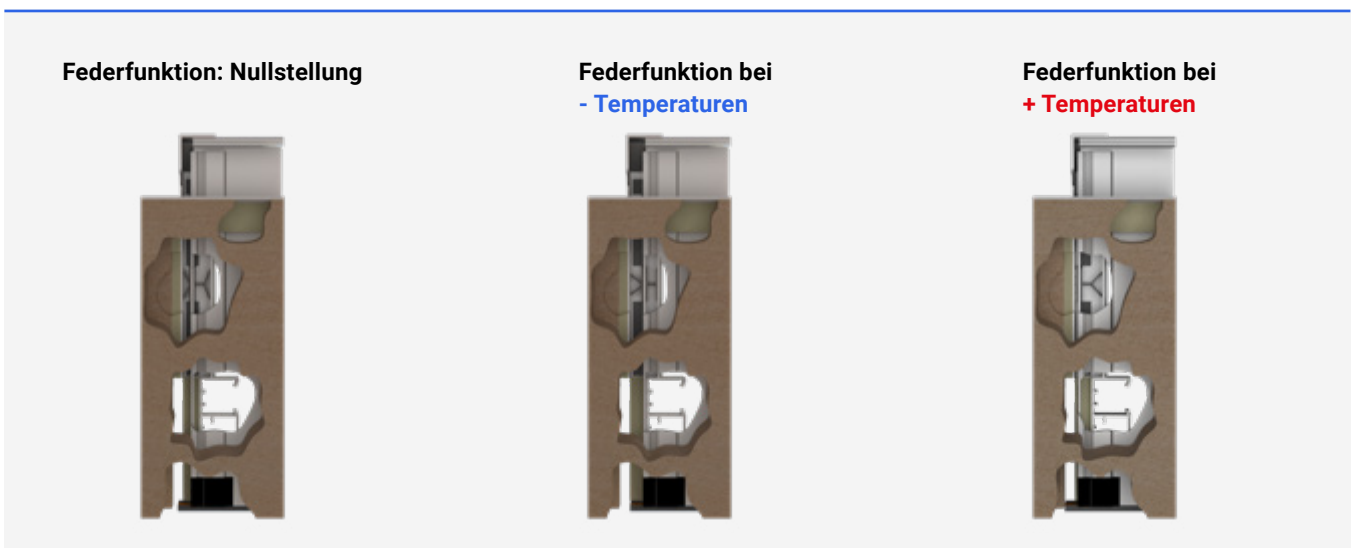 Federfunktion: Nullstellung
Federfunktion bei
- Temperaturen
Federfunktion bei
+ Temperaturen